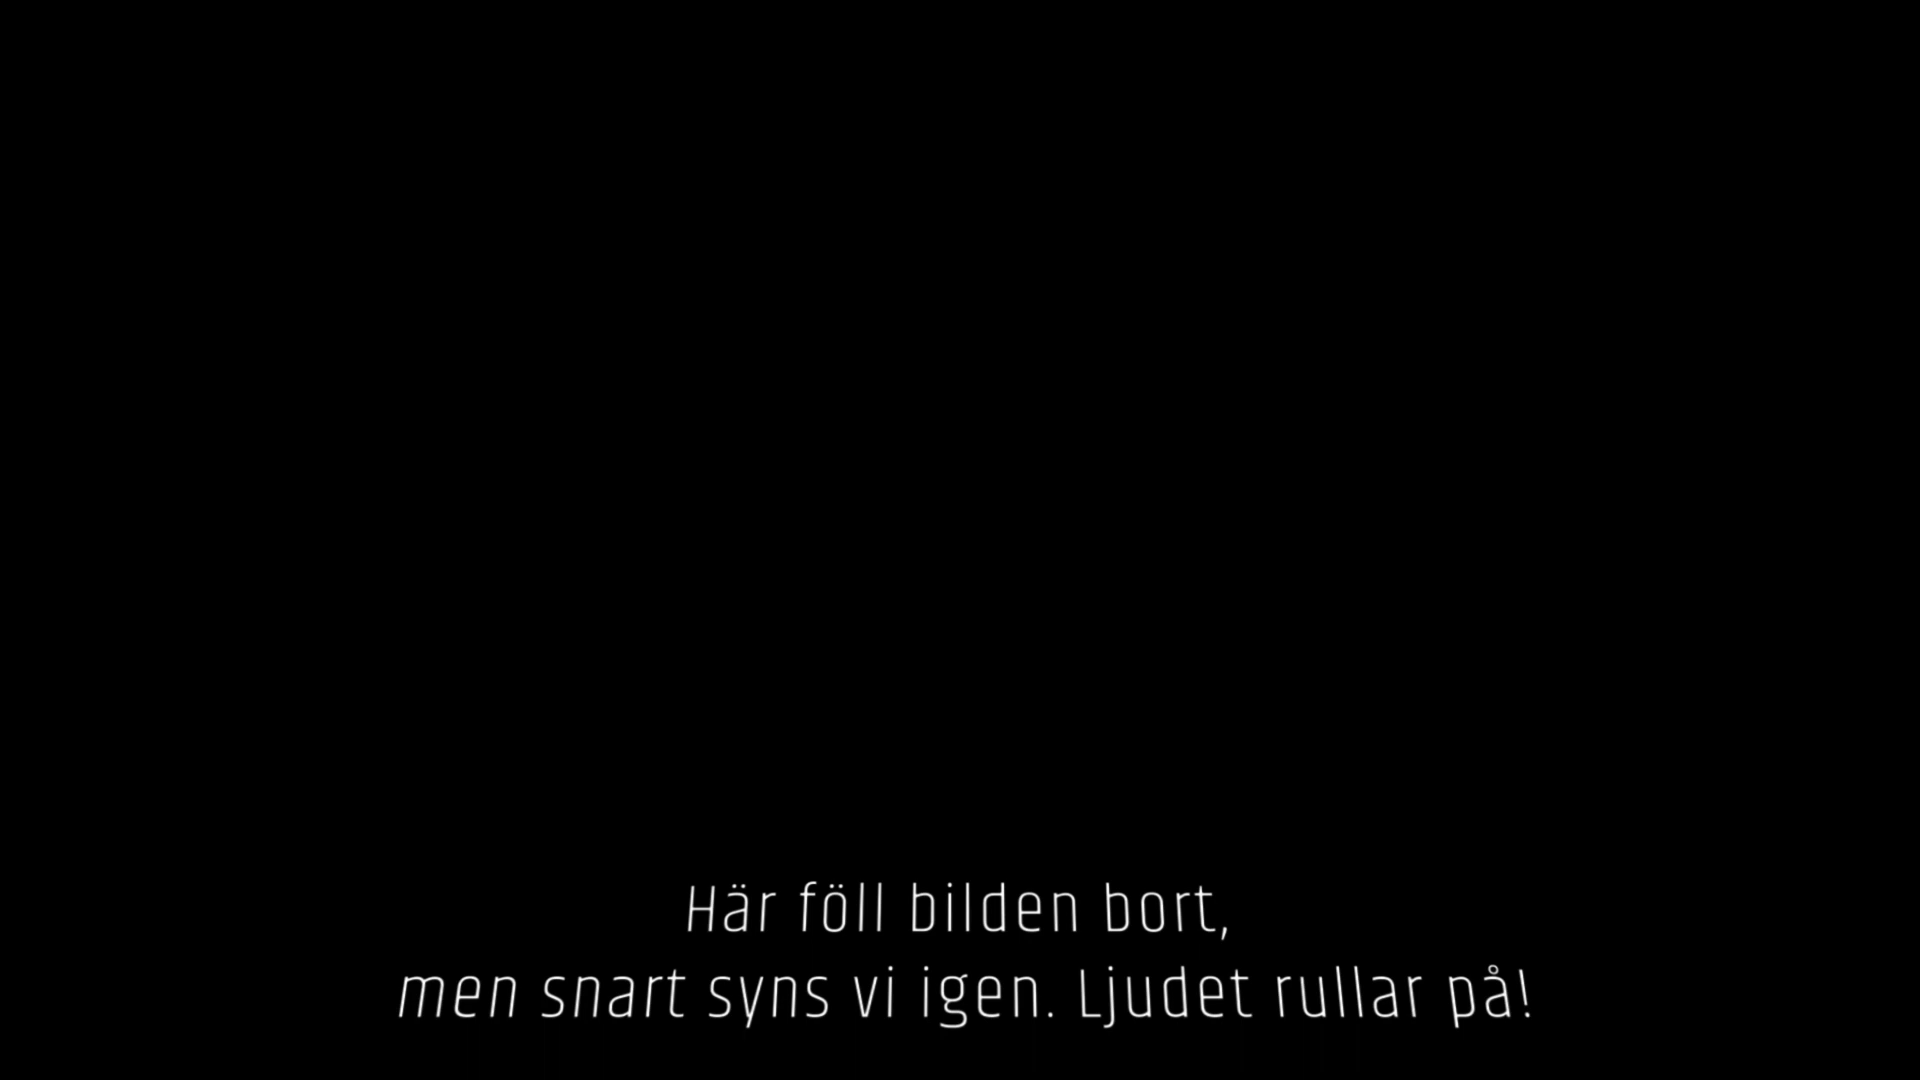 Här föll bilden bort,
men snart syns vi igen. Ljudet rullar på!